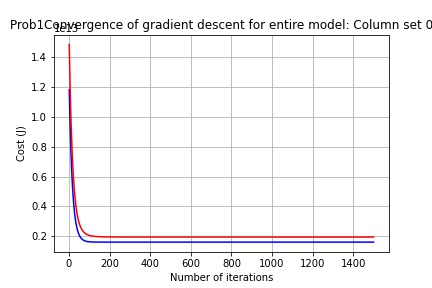 Prob1Convergence of gradient descent for entire model: Column set 0
1e13
1.4
1.2
1.0
0.8
0.6
0.4
0.2
Cost (J)
0 200 400 600 800 1000 1200 1400
Number of iterations